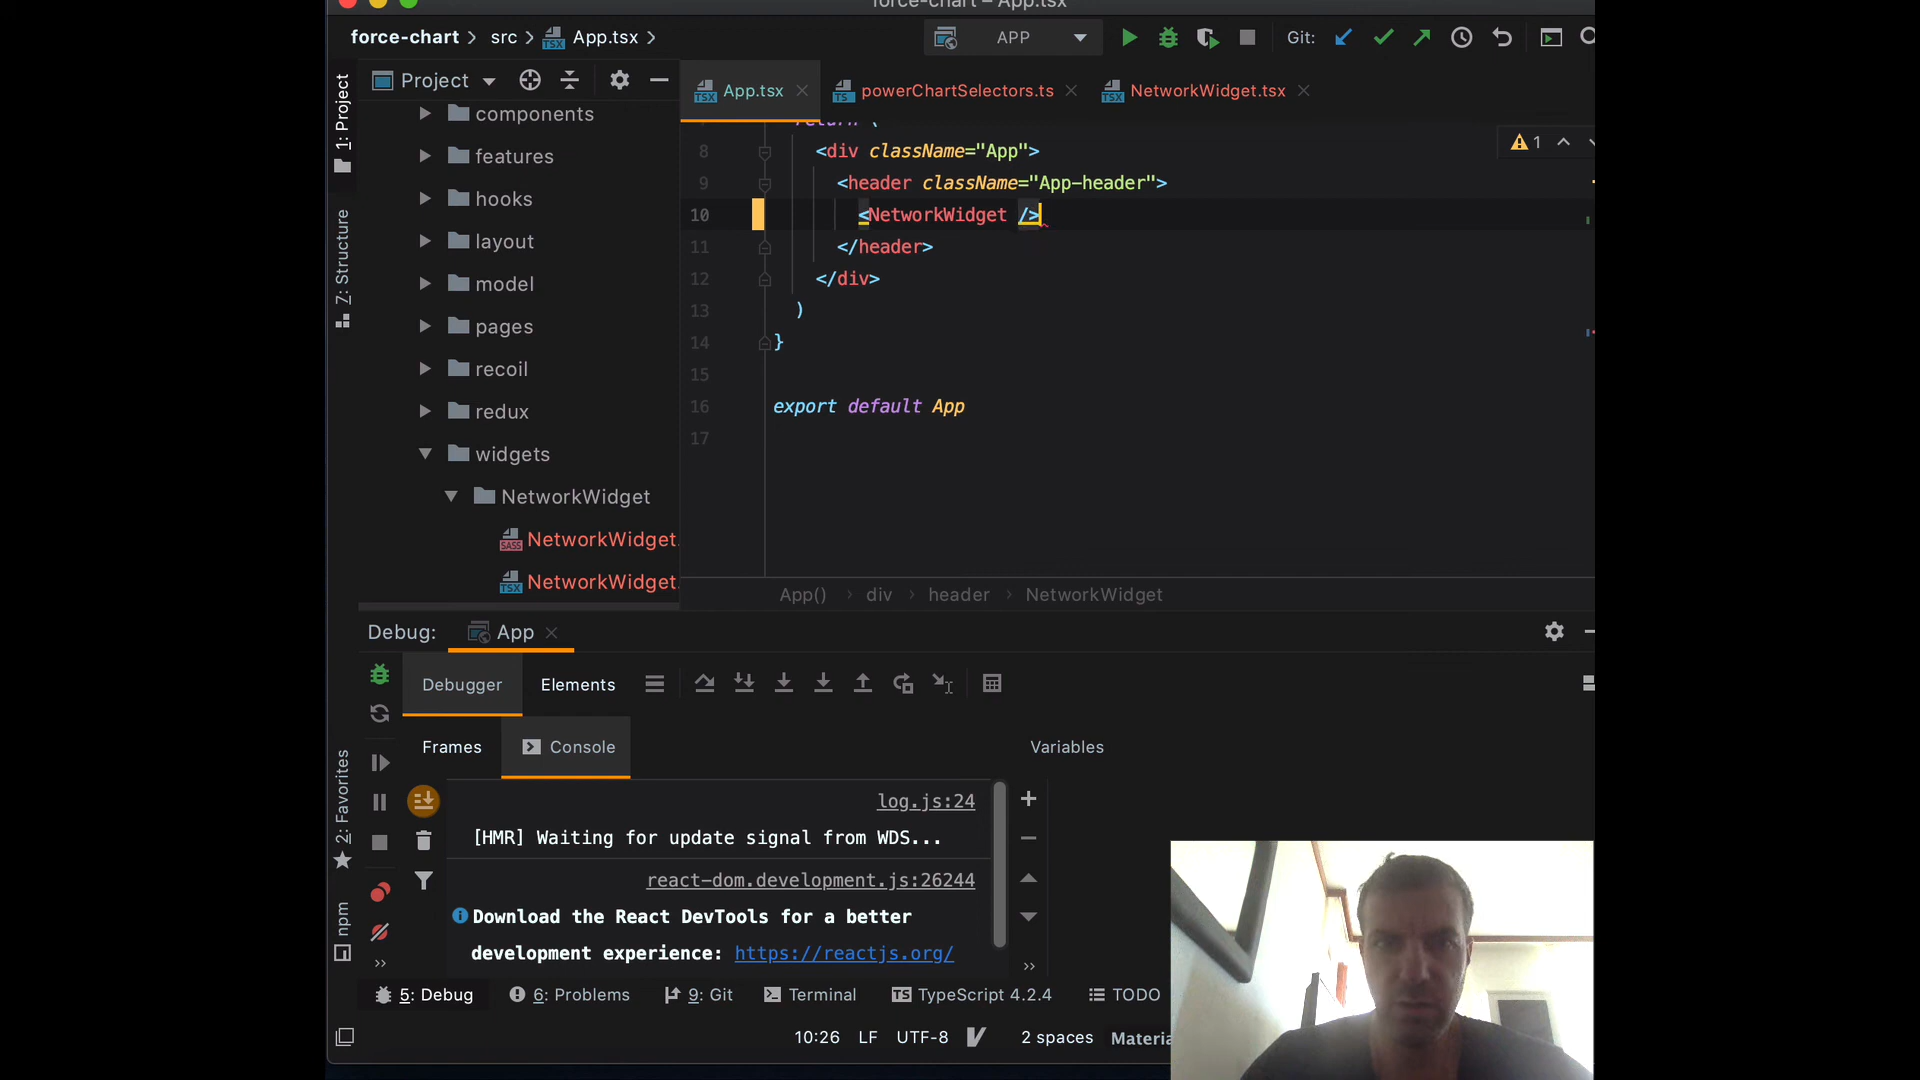 force-chart – App.tsx
force-chart > src > App.tsx >
APP
Git:
1: Project
Project
App.tsx
powerChartSelectors.ts
NetworkWidget.tsx
components
features
hooks
layout
model
pages
recoil
redux
widgets
NetworkWidget
NetworkWidget.
NetworkWidget.
7: Structure
2: Favorites
npm
return (
8 <div className="App">
9 <header className="App-header">
10 <NetworkWidget />
11 </header>
12 </div>
13 )
14 }
15
16 export default App
17
1
App() > div > header > NetworkWidget
Debug: App
Debugger Elements
Frames Console Variables
log.js:24
[HMR] Waiting for update signal from WDS...
react-dom.development.js:26244
Download the React DevTools for a better
development experience: https://reactjs.org/
5: Debug 6: Problems 9: Git Terminal TypeScript 4.2.4 TODO
10:26 LF UTF-8 2 spaces Materia